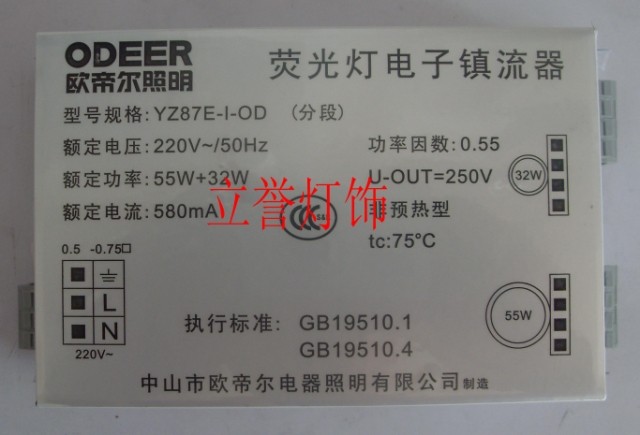 ODEER
欧帝尔照明
荧光灯电子镇流器
型号规格: YZ87E-I-OD (分段)
额定电压: 220V~/50Hz
功率因数: 0.55
额定功率: 55W+32W
U-OUT=250V
32W
额定电流: 580mA
立誉灯饰
非预热型
tc:75°C
0.5 -0.75□
L
N
220V~
55W
执行标准: GB19510.1
GB19510.4
中山市欧帝尔电器照明有限公司制造